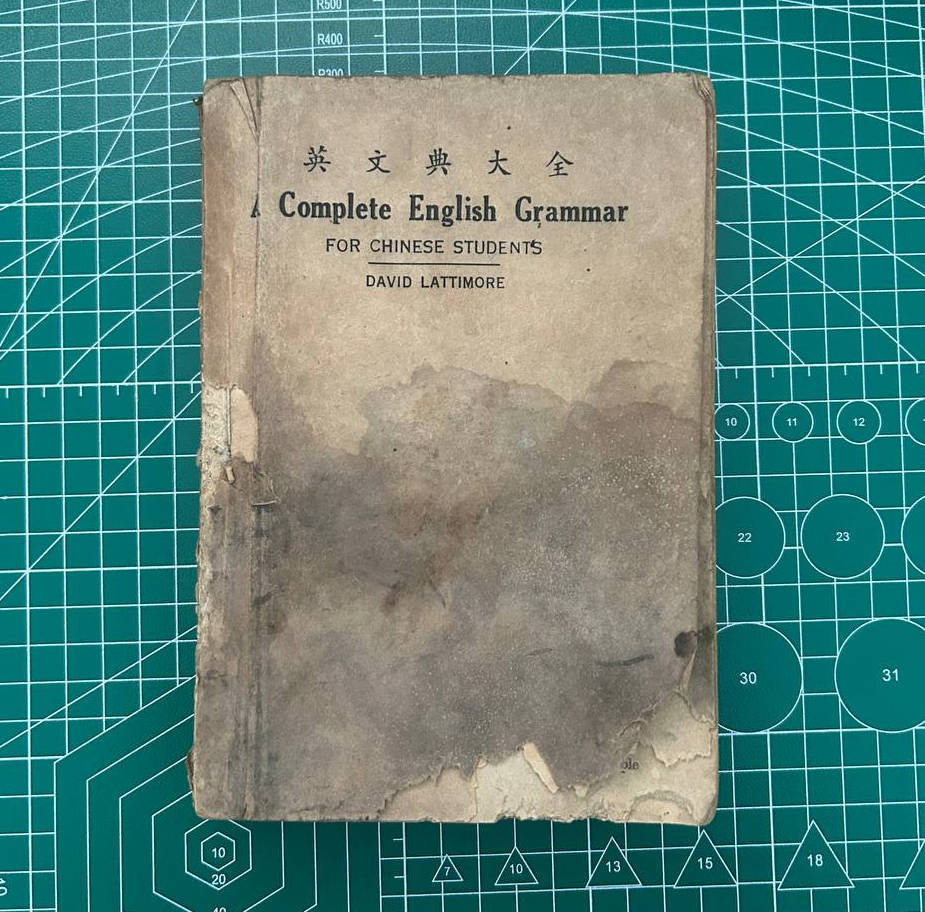 R500
R400
R300
英文典大全
A Complete English Grammar
FOR CHINESE STUDENTS
DAVID LATTIMORE
10 11 12
22 23
30 31
10
20
7 10 13 15 18